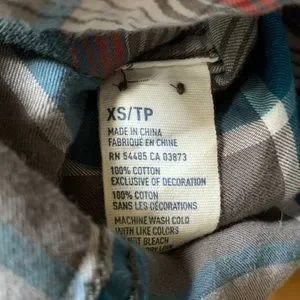 XS/TP
MADE IN CHINA
FABRIQUÉ EN CHINE
RN 54485 CA 03873
100% COTTON
EXCLUSIVE OF DECORATION
100% COTON
SANS LES DÉCORATIONS
MACHINE WASH COLD
WITH LIKE COLORS
BLEACH